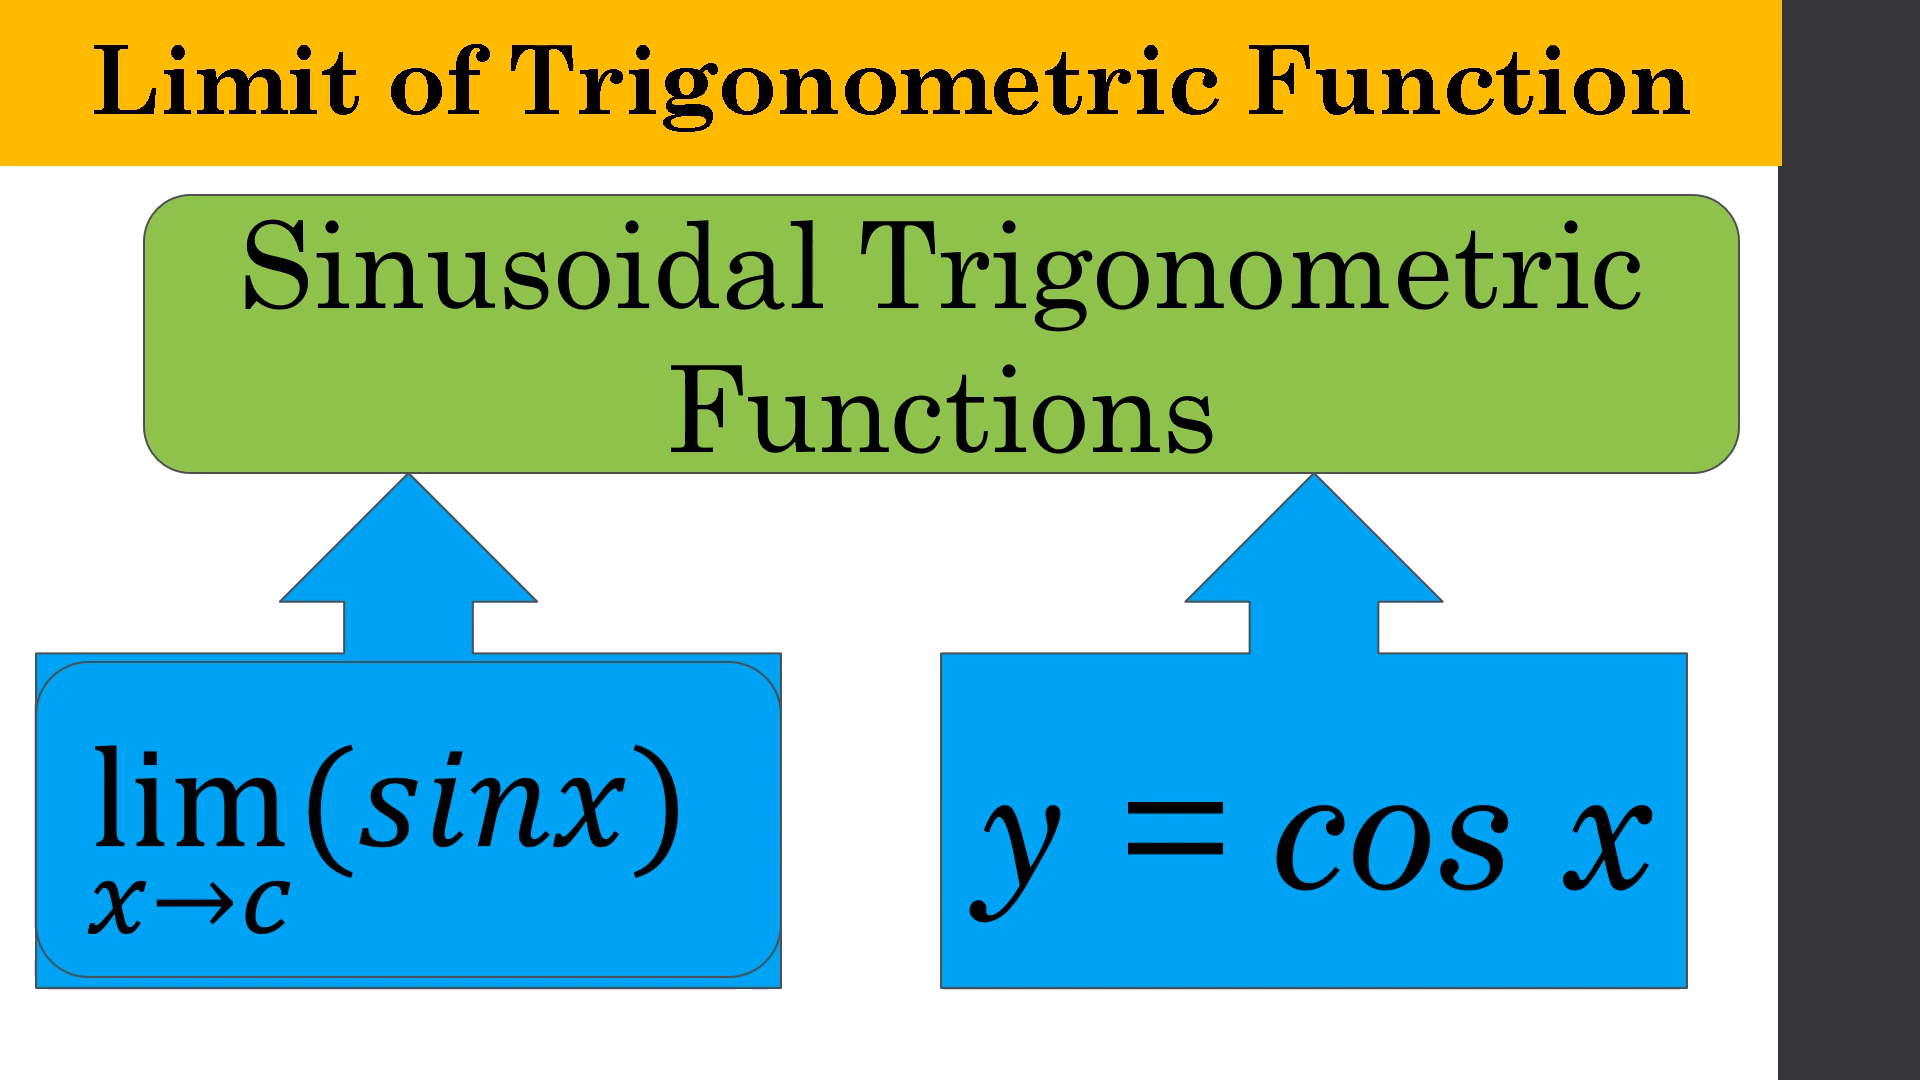 Limit of Trigonometric Function
Sinusoidal Trigonometric
Functions
lim(sinx)
x→c
y = cos x